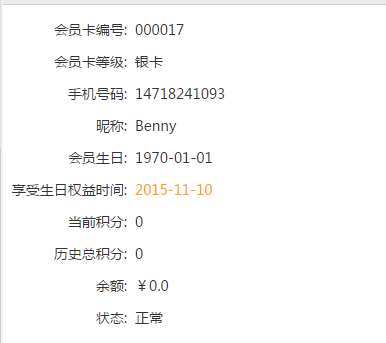 会员卡编号: 000017
会员卡等级: 银卡
手机号码: 14718241093
昵称: Benny
会员生日: 1970-01-01
享受生日权益时间: 2015-11-10
当前积分: 0
历史总积分: 0
余额: ￥0.0
状态: 正常